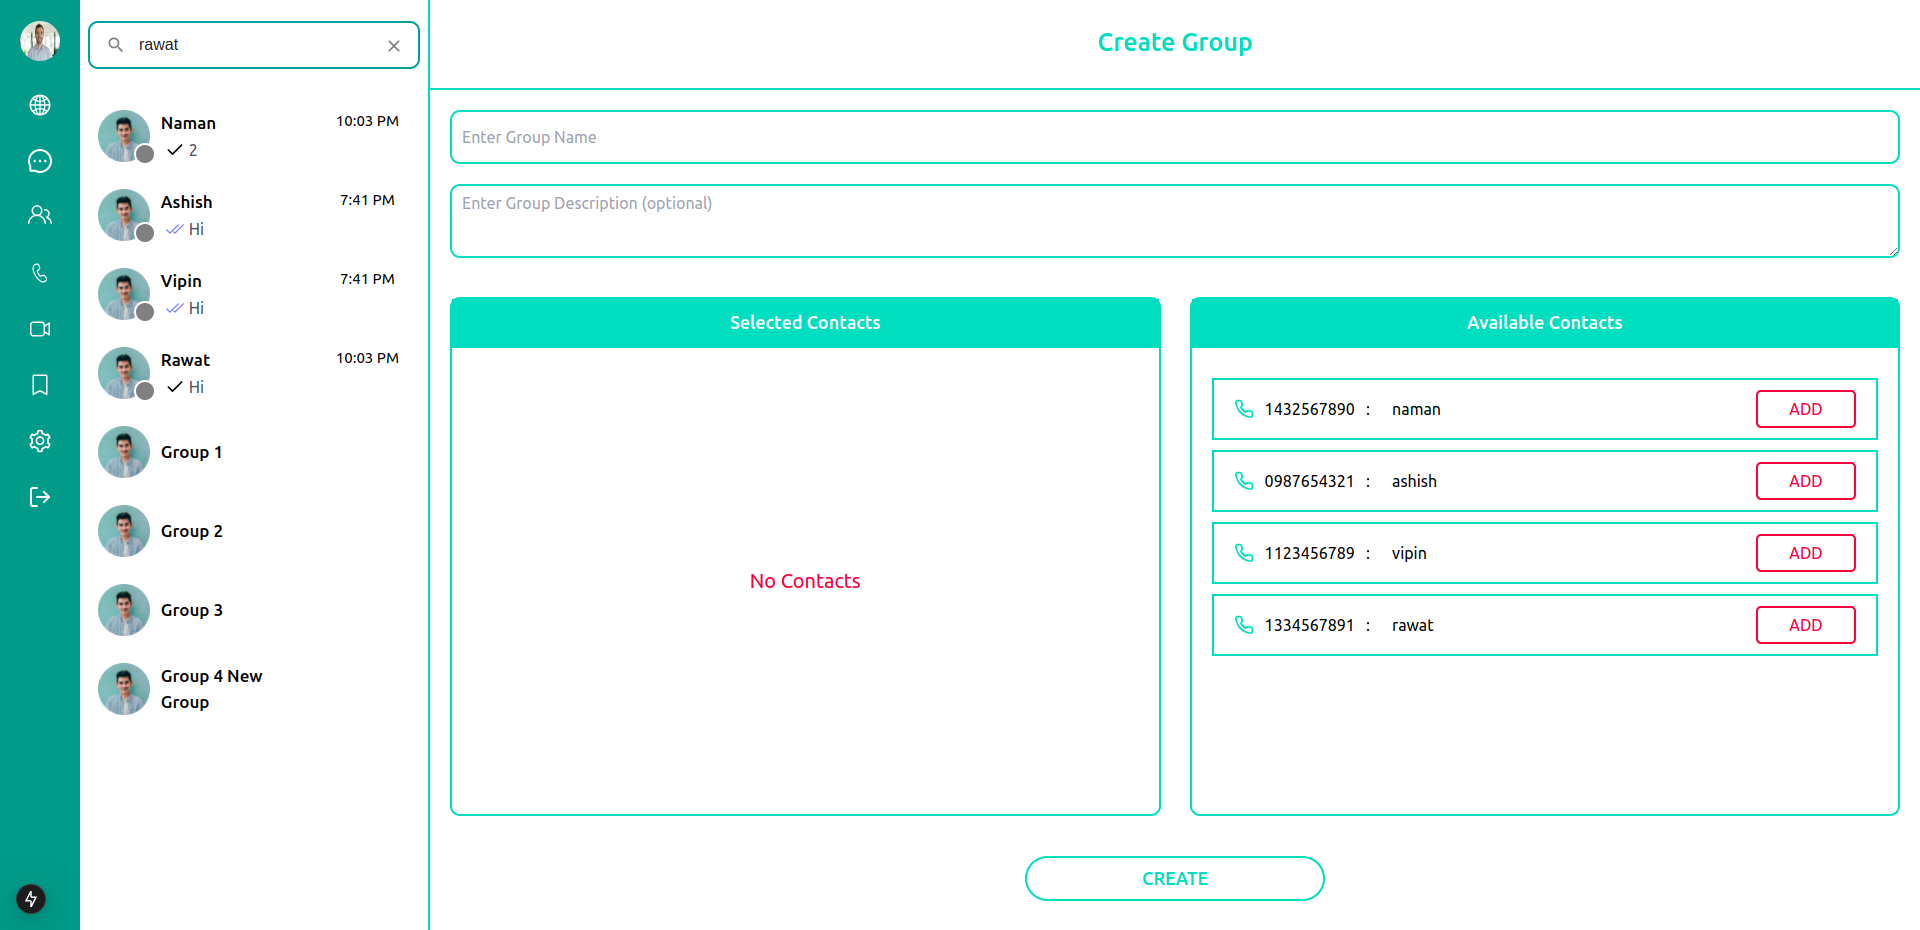 rawat
Naman
10:03 PM
2
Ashish
7:41 PM
Hi
Vipin
7:41 PM
Hi
Rawat
10:03 PM
Hi
Group 1
Group 2
Group 3
Group 4 New
Group
Create Group
Enter Group Name
Enter Group Description (optional)
Selected Contacts
No Contacts
Available Contacts
1432567890 : naman
ADD
0987654321 : ashish
ADD
1123456789 : vipin
ADD
1334567891 : rawat
ADD
CREATE